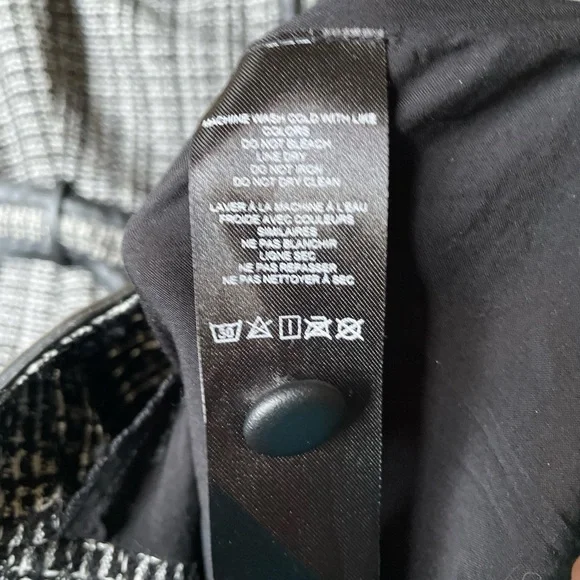 MACHINE WASH COLD WITH LIKE
COLORS
DO NOT BLEACH
LINE DRY
DO NOT IRON
DO NOT DRY CLEAN
LAVER À LA MACHINE À L'EAU
FROIDE AVEC COULEURS
SIMILAIRES
NE PAS BLANCHIR
LIGNE SEC
NE PAS REPASSER
NE PAS NETTOYER À SEC
30